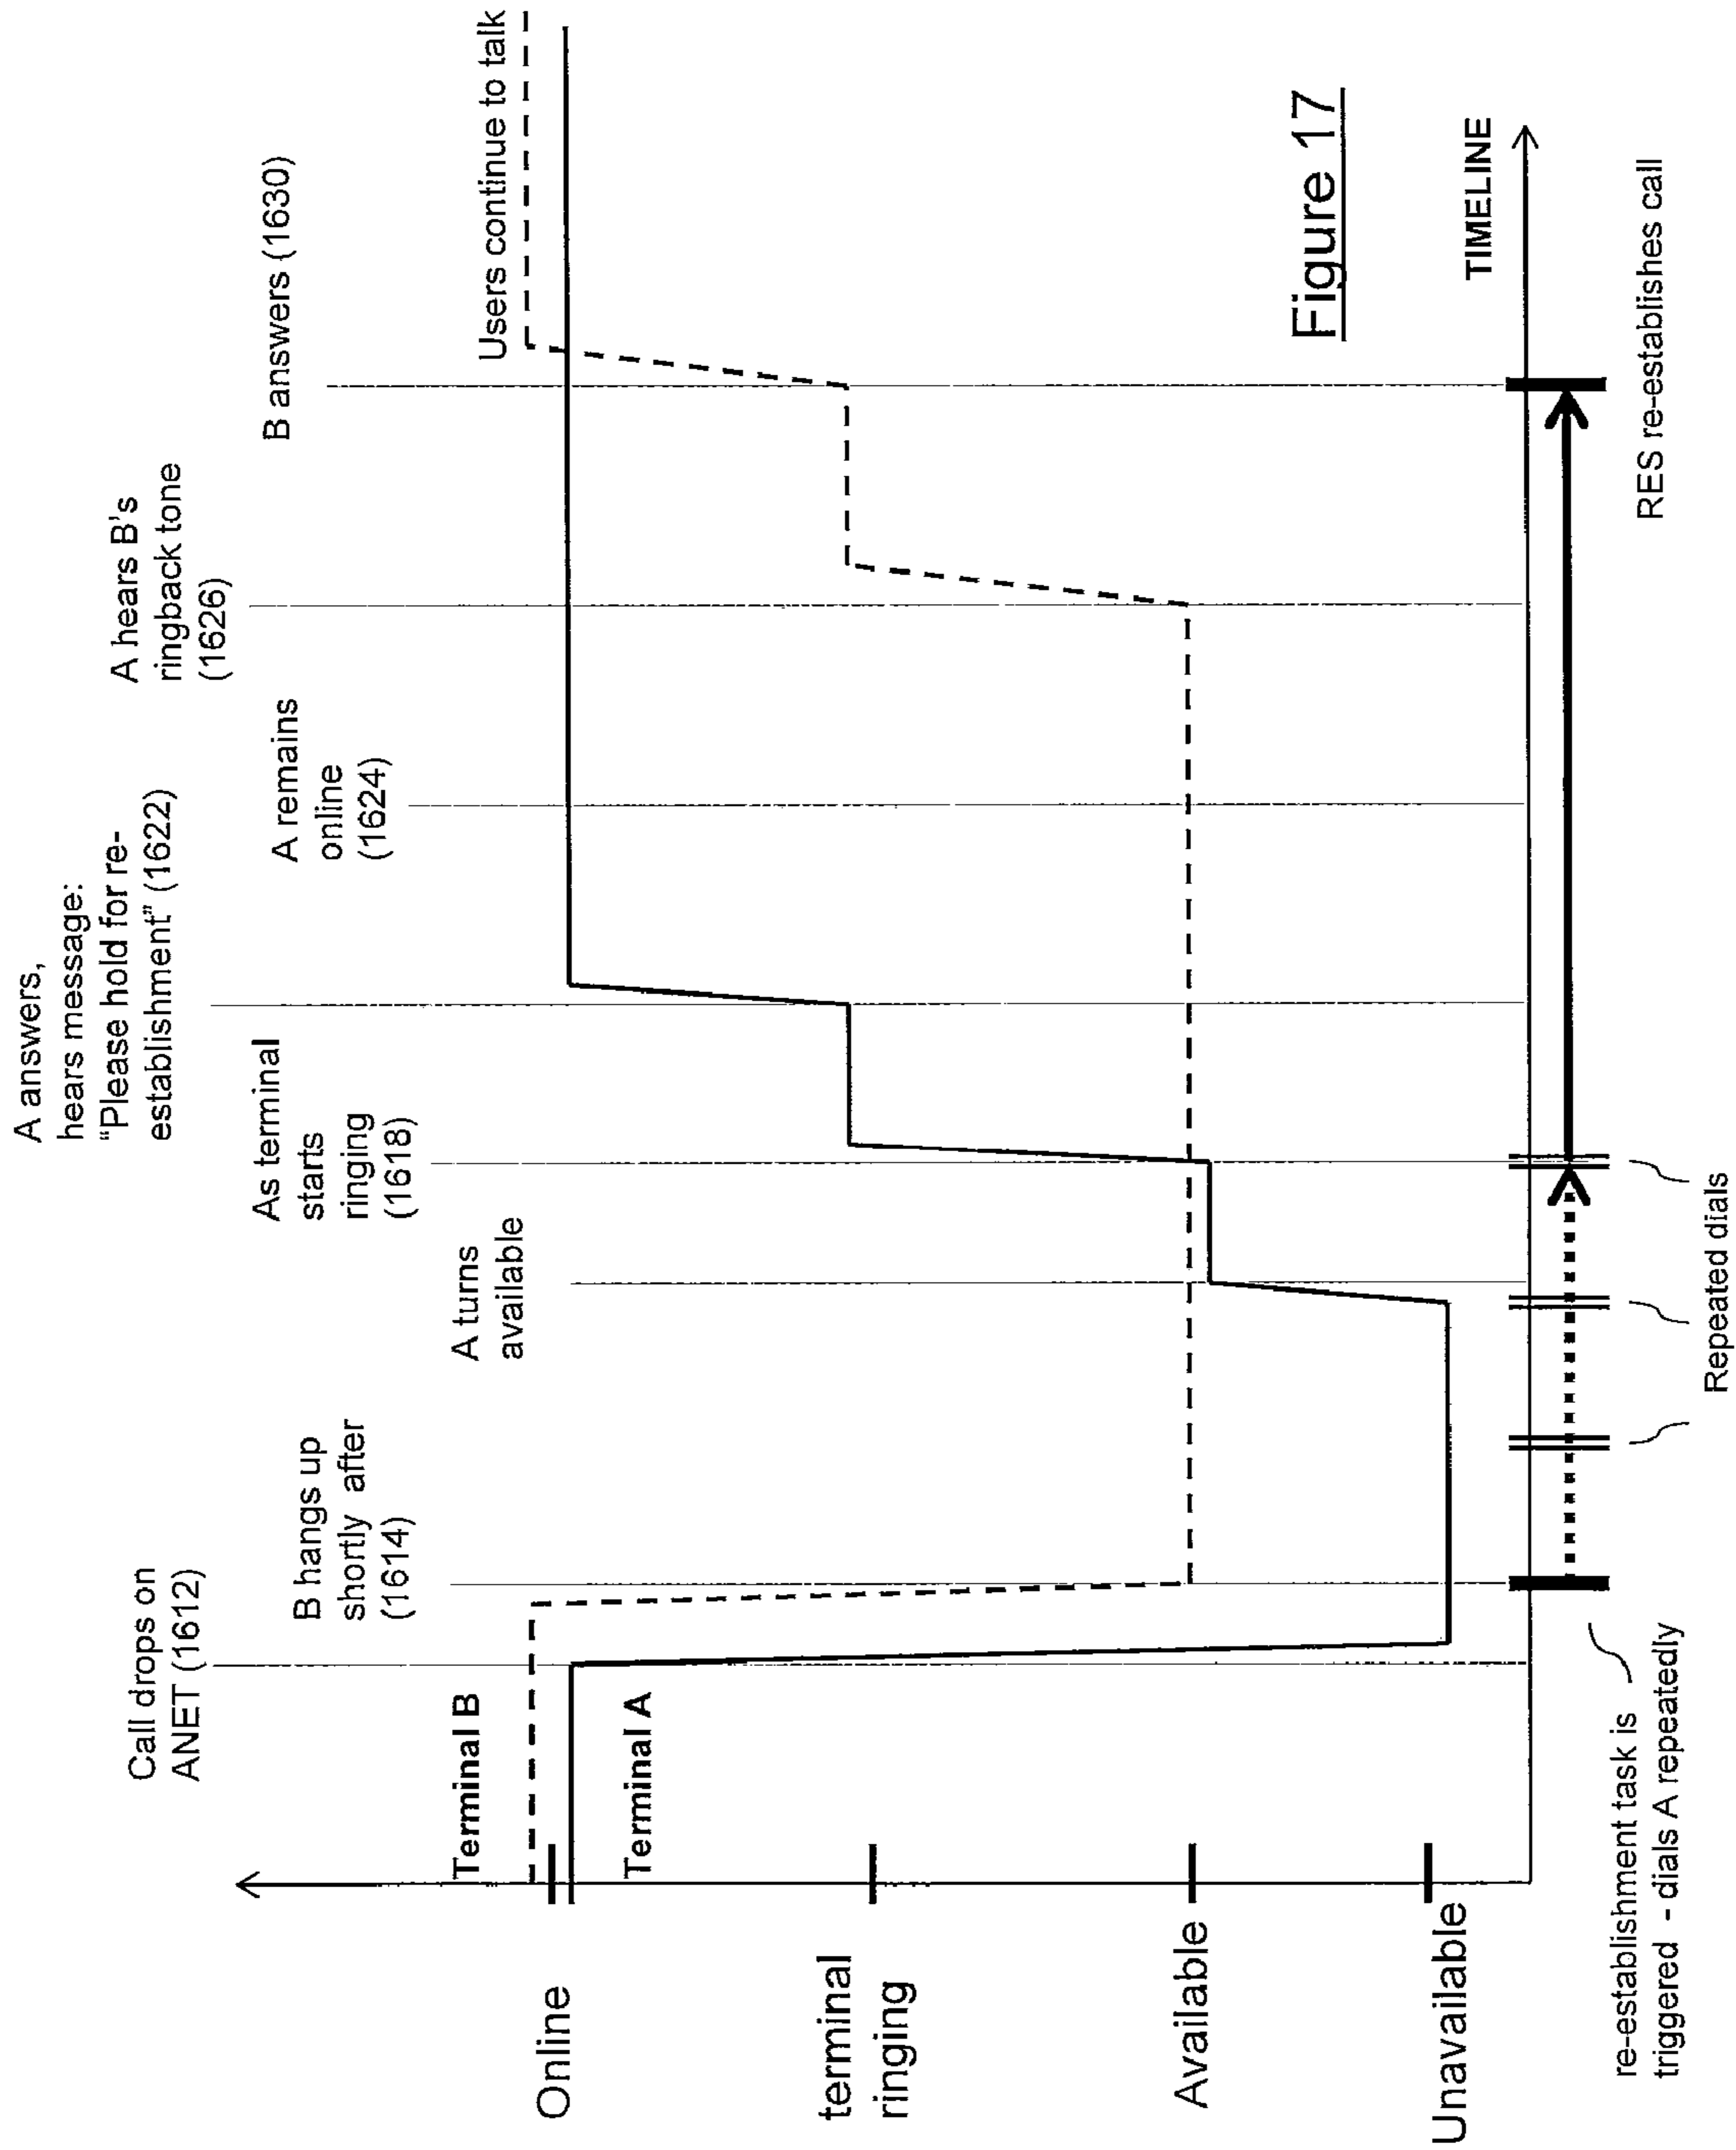 Call drops on
ANET (1612)
B hangs up
shortly after
(1614)
A turns
available
As terminal
starts
ringing
(1618)
A answers,
hears message:
"Please hold for re-
establishment" (1622)
A remains
online
(1624)
A hears B's
ringback tone
(1626)
B answers (1630)
Users continue to talk
Terminal B
Terminal A
Online
terminal
ringing
Available
Unavailable
Figure 17
TIMELINE
re-establishment task is
triggered - dials A repeatedly
Repeated dials
RES re-establishes call